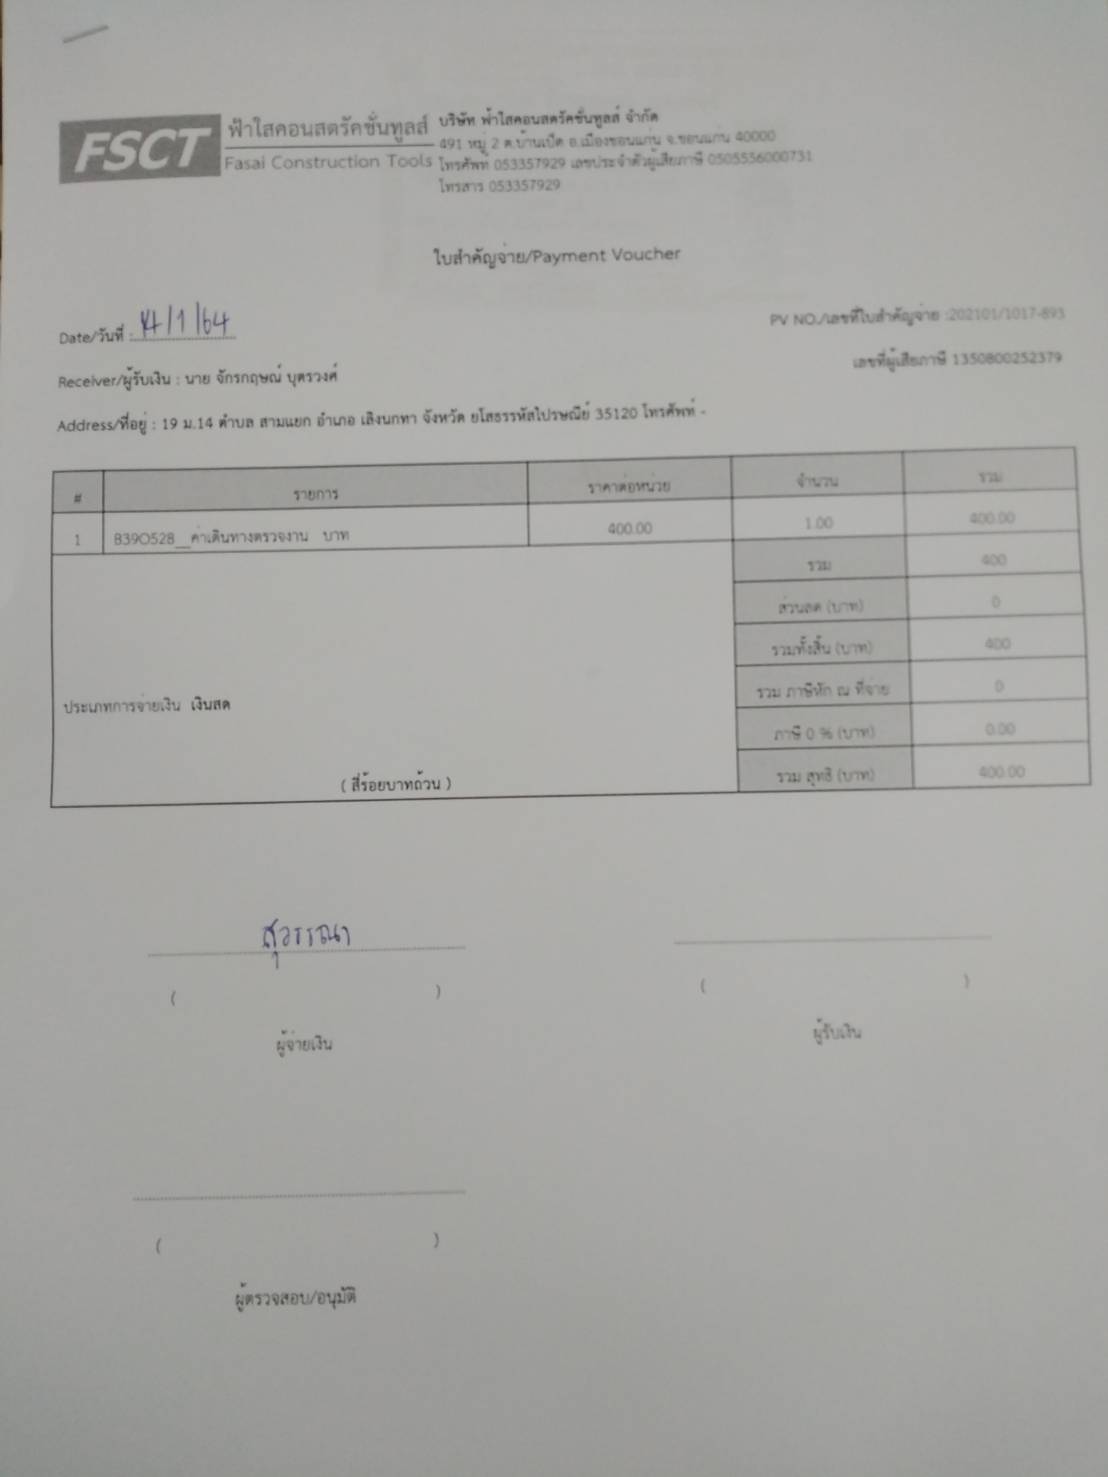 FSCT
ฟ้าใสคอนสตรัคชั่นทูลส์
Fasai Construction Tools
บริษัท ฟ้าใสคอนสตรัคชั่นทูลส์ จำกัด
491 หมู่ 2 ต.บ้านเป็ด อ.เมืองขอนแก่น จ.ขอนแก่น 40000
โทรศัพท์ 053357929 เลขประจำตัวผู้เสียภาษี 0505556000731
โทรสาร 053357929
ใบสำคัญจ่าย/Payment Voucher
Date/วันที่ : 14/1/64
PV NO./เลขที่ใบสำคัญจ่าย :202101/1017-893
Receiver/ผู้รับเงิน : นาย จักรกฤษณ์ บุตรวงศ์
เลขที่ผู้เสียภาษี 1350800252379
Address/ที่อยู่ : 19 ม.14 ตำบล สามแยก อำเภอ เลิงนกทา จังหวัด ยโสธรรหัสไปรษณีย์ 35120 โทรศัพท์ -
# รายการ ราคาต่อหน่วย จำนวน รวม
1 B39O528__ค่าเดินทางตรวจงาน บาท 400.00 1.00 400.00
รวม 400
ส่วนลด (บาท) 0
รวมทั้งสิ้น (บาท) 400
รวม ภาษีหัก ณ ที่จ่าย 0
ประเภทการจ่ายเงิน เงินสด
ภาษี 0 % (บาท) 0.00
( สี่ร้อยบาทถ้วน )
รวม สุทธิ (บาท) 400.00
สุวรรณา
( ) ( )
ผู้จ่ายเงิน ผู้รับเงิน
( )
ผู้ตรวจสอบ/อนุมัติ